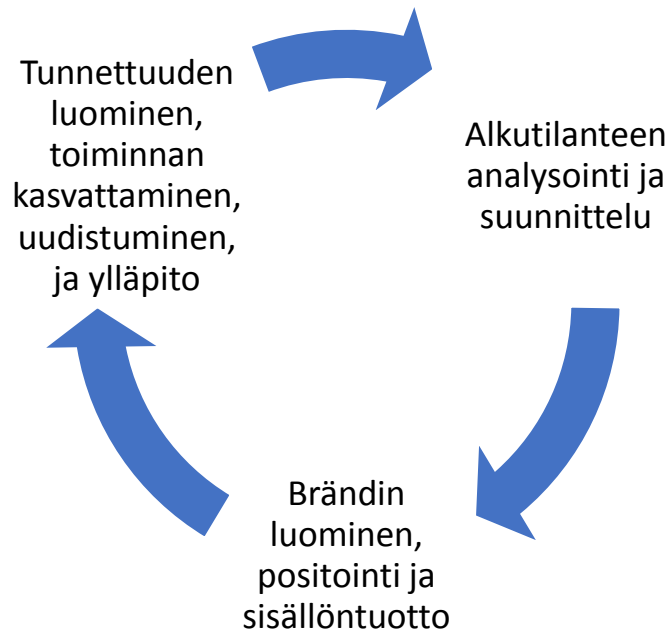 Tunnettuuden
luominen,
toiminnan
kasvattaminen,
uudistuminen,
ja ylläpito
Alkutilanteen
analysointi ja
suunnittelu
Brändin
luominen,
positointi ja
sisällöntuotto